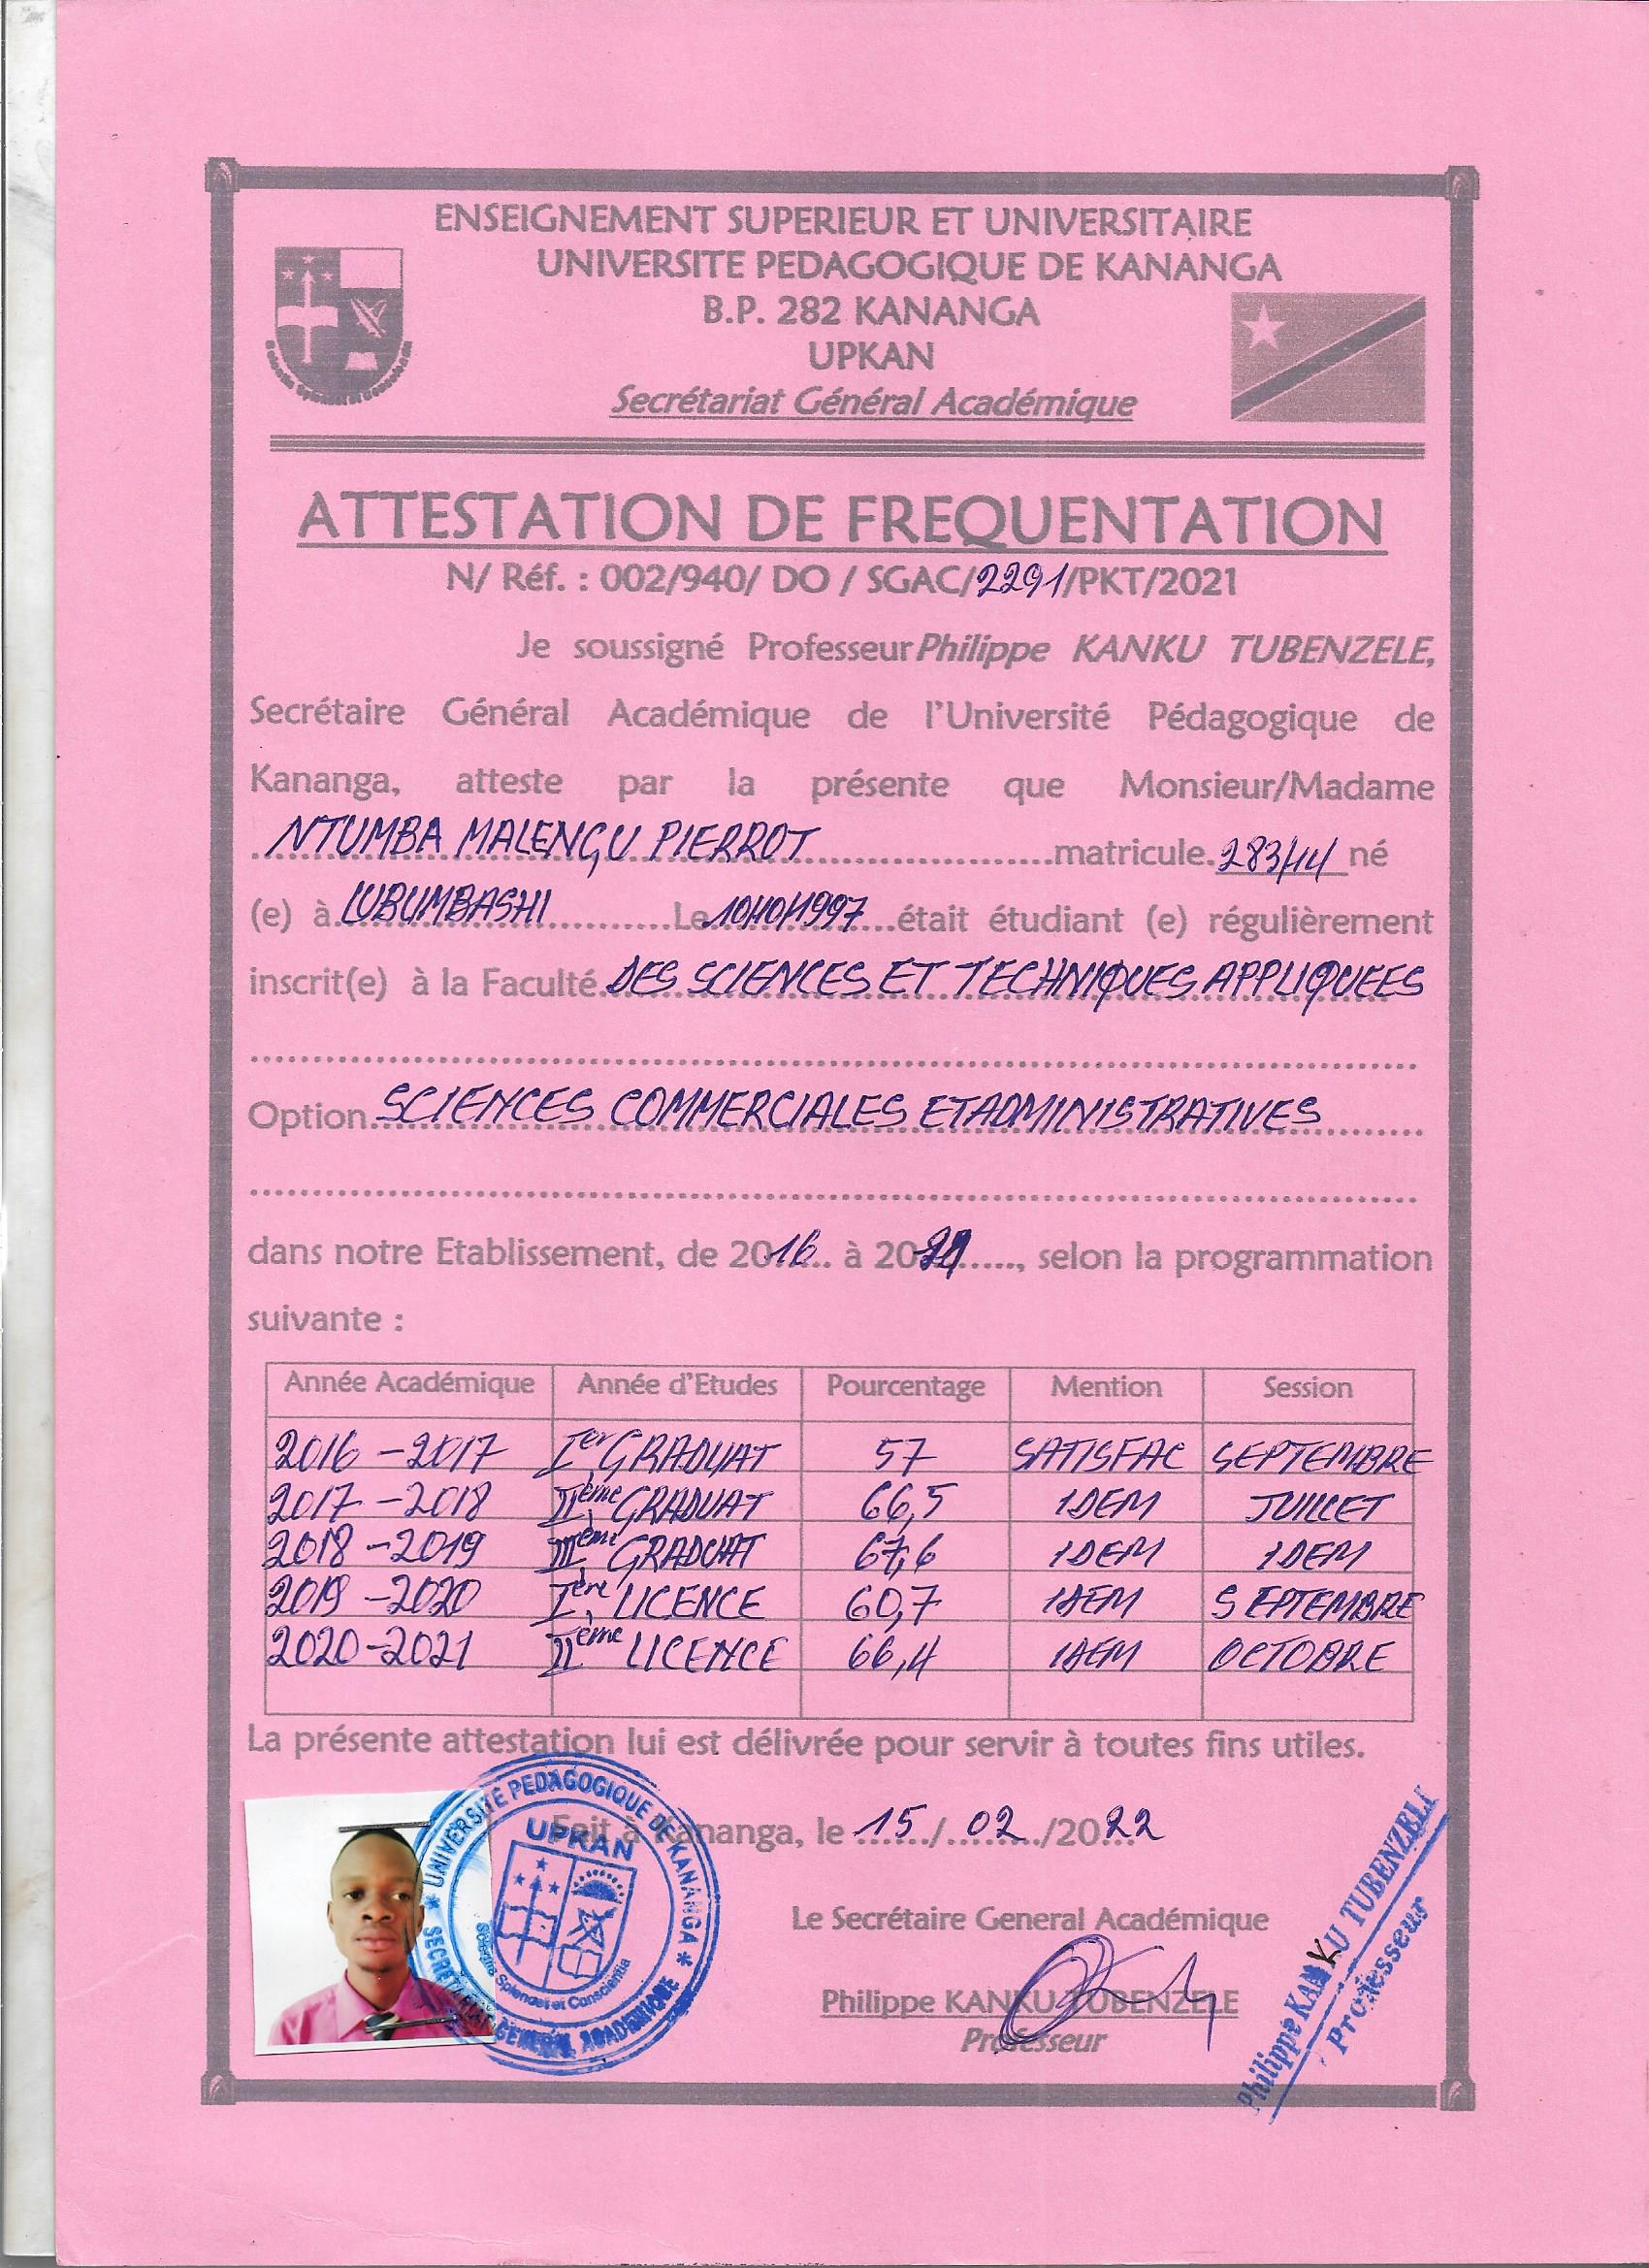 ENSEIGNEMENT SUPERIEUR ET UNIVERSITAIRE
UNIVERSITE PEDAGOGIQUE DE KANANGA
B.P. 282 KANANGA
UPKAN
Secrétariat Général Académique
ATTESTATION DE FREQUENTATION
N/ Réf. : 002/940/ DO / SGAC/2291/PKT/2021
Je soussigné Professeur Philippe KANKU TUBENZELE,
Secrétaire Général Académique de l'Université Pédagogique de
Kananga, atteste par la présente que Monsieur/Madame
NTUMBA MALENGU PIERROT matricule. 283/14 né
(e) à LUBUMBASHI Le 10/10/1997 était étudiant (e) régulièrement
inscrit(e) à la Faculté DES SCIENCES ET TECHNIQUES APPLIQUEES
Option SCIENCES COMMERCIALES ET ADMINISTRATIVES
dans notre Etablissement, de 2016 à 20, selon la programmation
suivante :
Année Académique Année d'Etudes Pourcentage Mention Session
2016 - 2017 Ier GRADUAT 57 SATISFAC SEPTEMBRE
2017 - 2018 IIème GRADUAT 66,5 IDEM JUILLET
2018 - 2019 IIIème GRADUAT 67,6 IDEM IDEM
2019 - 2020 Ière LICENCE 60,7 IDEM SEPTEMBRE
2020 - 2021 IIème LICENCE 66,4 IDEM OCTOBRE
La présente attestation lui est délivrée pour servir à toutes fins utiles.
Fait à Kananga, le 15/02/2022
UNIVERSITE PEDAGOGIQUE DE KANANGA
UPKAN
Scientia Splendet et Conscientia
SECRETARIAT GENERAL ACADEMIQUE
Le Secrétaire General Académique
Philippe KANKU TUBENZELE
Professeur
Philippe KANKU TUBENZELI
Professeur